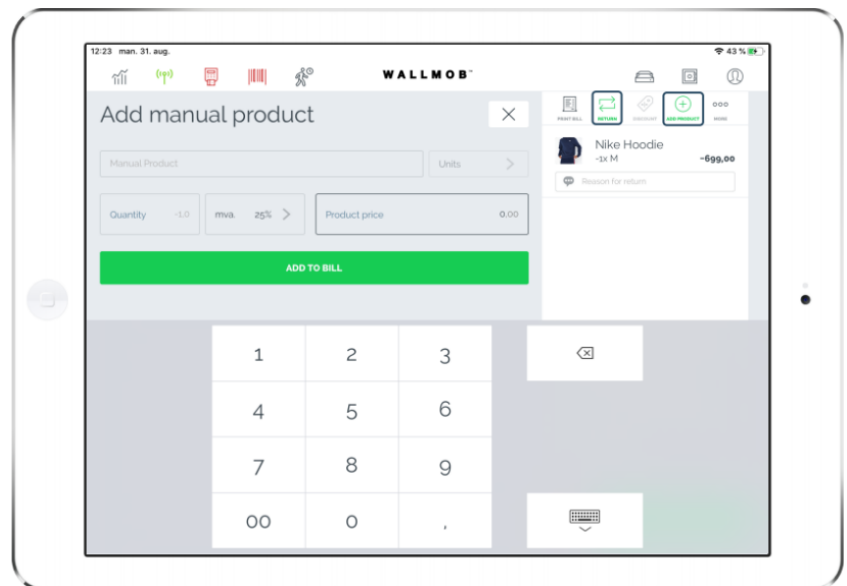 12:23 man. 31. aug.
43 %
WALLMOB™
Add manual product
PRINT BILL RETURN DISCOUNT ADD PRODUCT MORE
Nike Hoodie
-1x M -699,00
Reason for return
Manual Product Units
Quantity -1,0 mva. 25% Product price 0,00
ADD TO BILL
1 2 3
4 5 6
7 8 9
00 0 ,